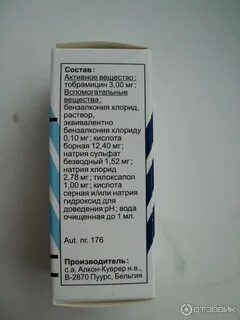 Состав:
Активное вещество:
тобрамицин 3,00 мг;
Вспомогательные
вещества:
бензалкония хлорид,
раствор,
эквивалентно
бензалкония хлориду
0,10 мг; кислота
борная 12,40 мг;
натрия сульфат
безводный 1,52 мг;
натрия хлорид
2,78 мг; тилоксапол
1,00 мг; кислота
серная и/или натрия
гидроксид для
доведения pH; вода
очищенная до 1 мл.
Aut. nr. 176
Производитель:
с.а. Алкон-Куврер н.в.,
В-2870 Пуурс, Бельгия
ОТЗОВИК